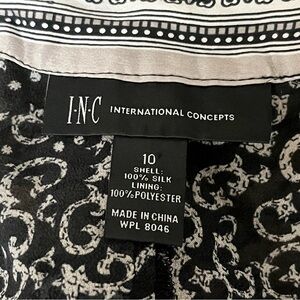 I·N·C INTERNATIONAL CONCEPTS
10
SHELL:
100% SILK
LINING:
100% POLYESTER
MADE IN CHINA
WPL 8046